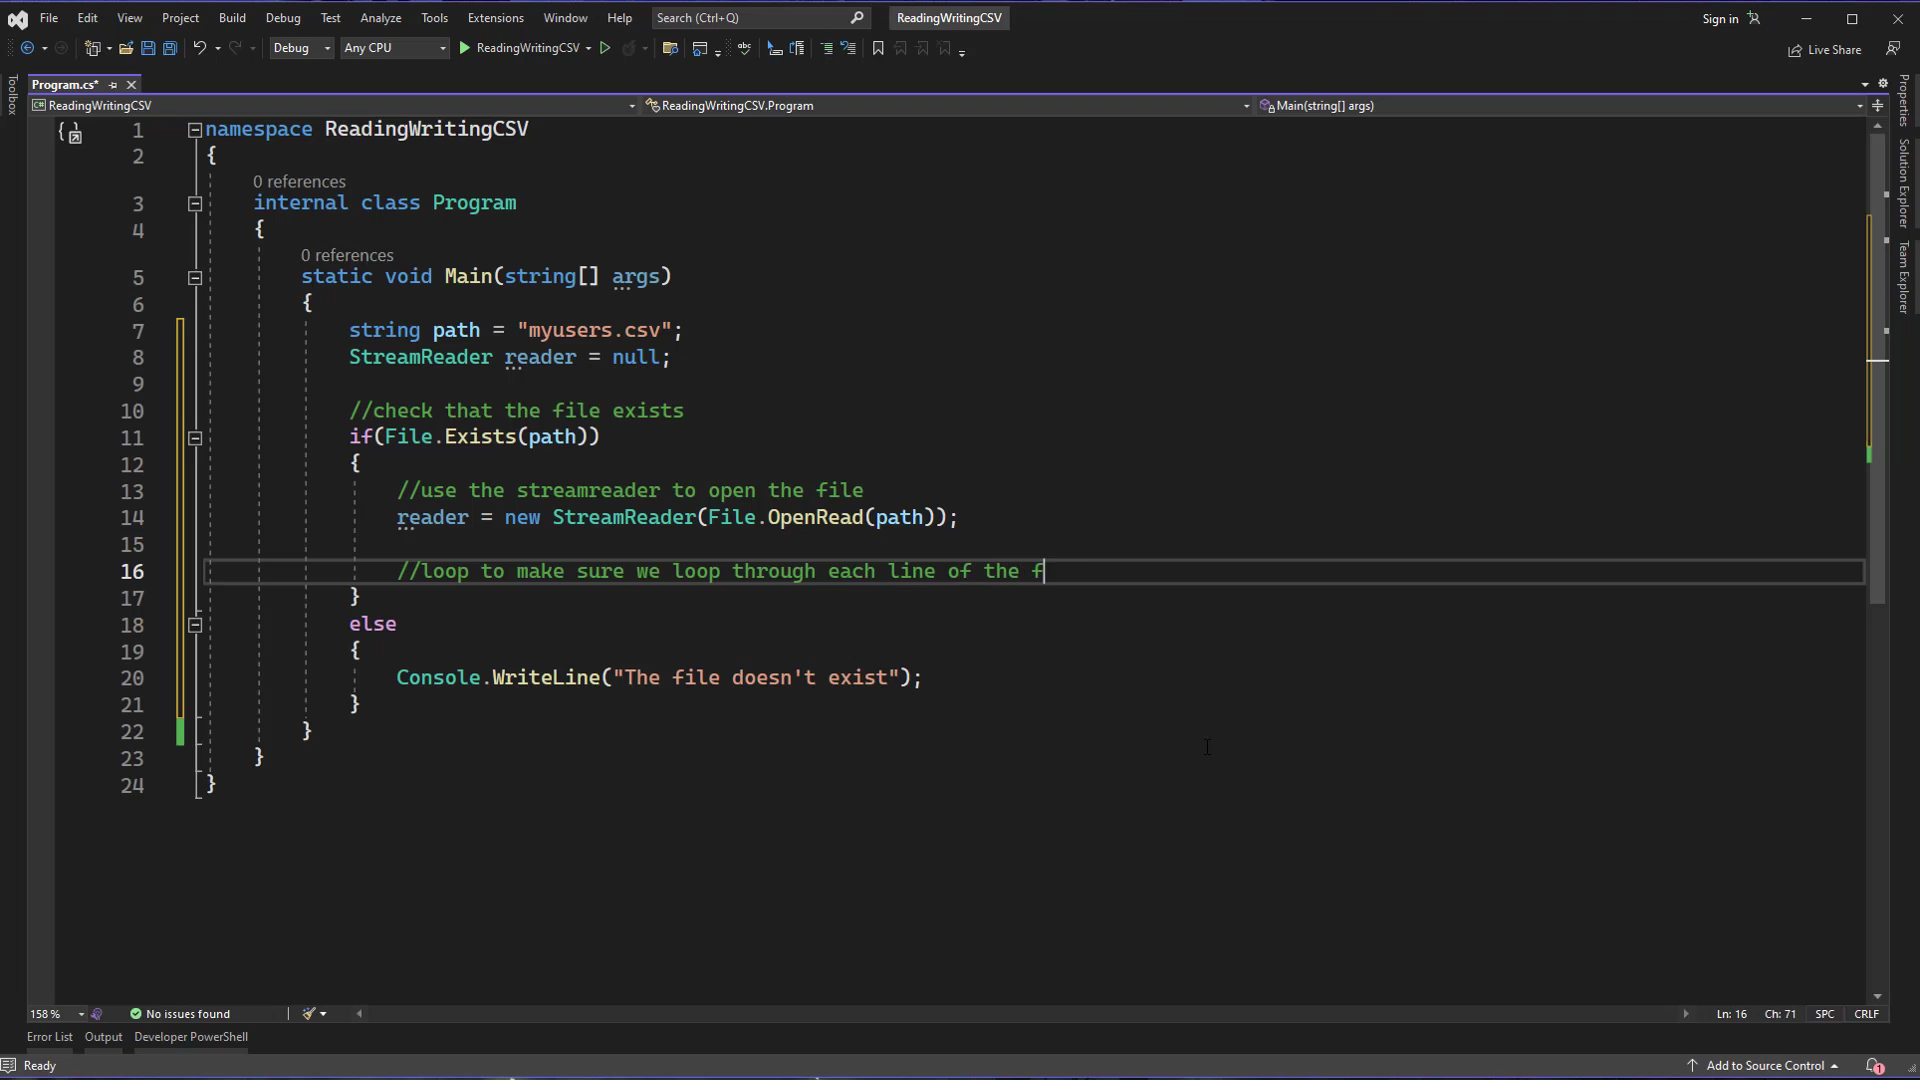 File Edit View Project Build Debug Test Analyze Tools Extensions Window Help Search (Ctrl+Q) ReadingWritingCSV Sign in
Debug Any CPU ReadingWritingCSV Live Share
Program.cs*
ReadingWritingCSV ReadingWritingCSV.Program Main(string[] args)
Toolbox
Properties
Solution Explorer
Team Explorer
1 namespace ReadingWritingCSV
2 {
0 references
3 internal class Program
4 {
0 references
5 static void Main(string[] args)
6 {
7 string path = "myusers.csv";
8 StreamReader reader = null;
9
10 //check that the file exists
11 if(File.Exists(path))
12 {
13 //use the streamreader to open the file
14 reader = new StreamReader(File.OpenRead(path));
15
16 //loop to make sure we loop through each line of the f
17 }
18 else
19 {
20 Console.WriteLine("The file doesn't exist");
21 }
22 }
23 }
24 }
158 % No issues found Ln: 16 Ch: 71 SPC CRLF
Error List Output Developer PowerShell
Ready Add to Source Control 1